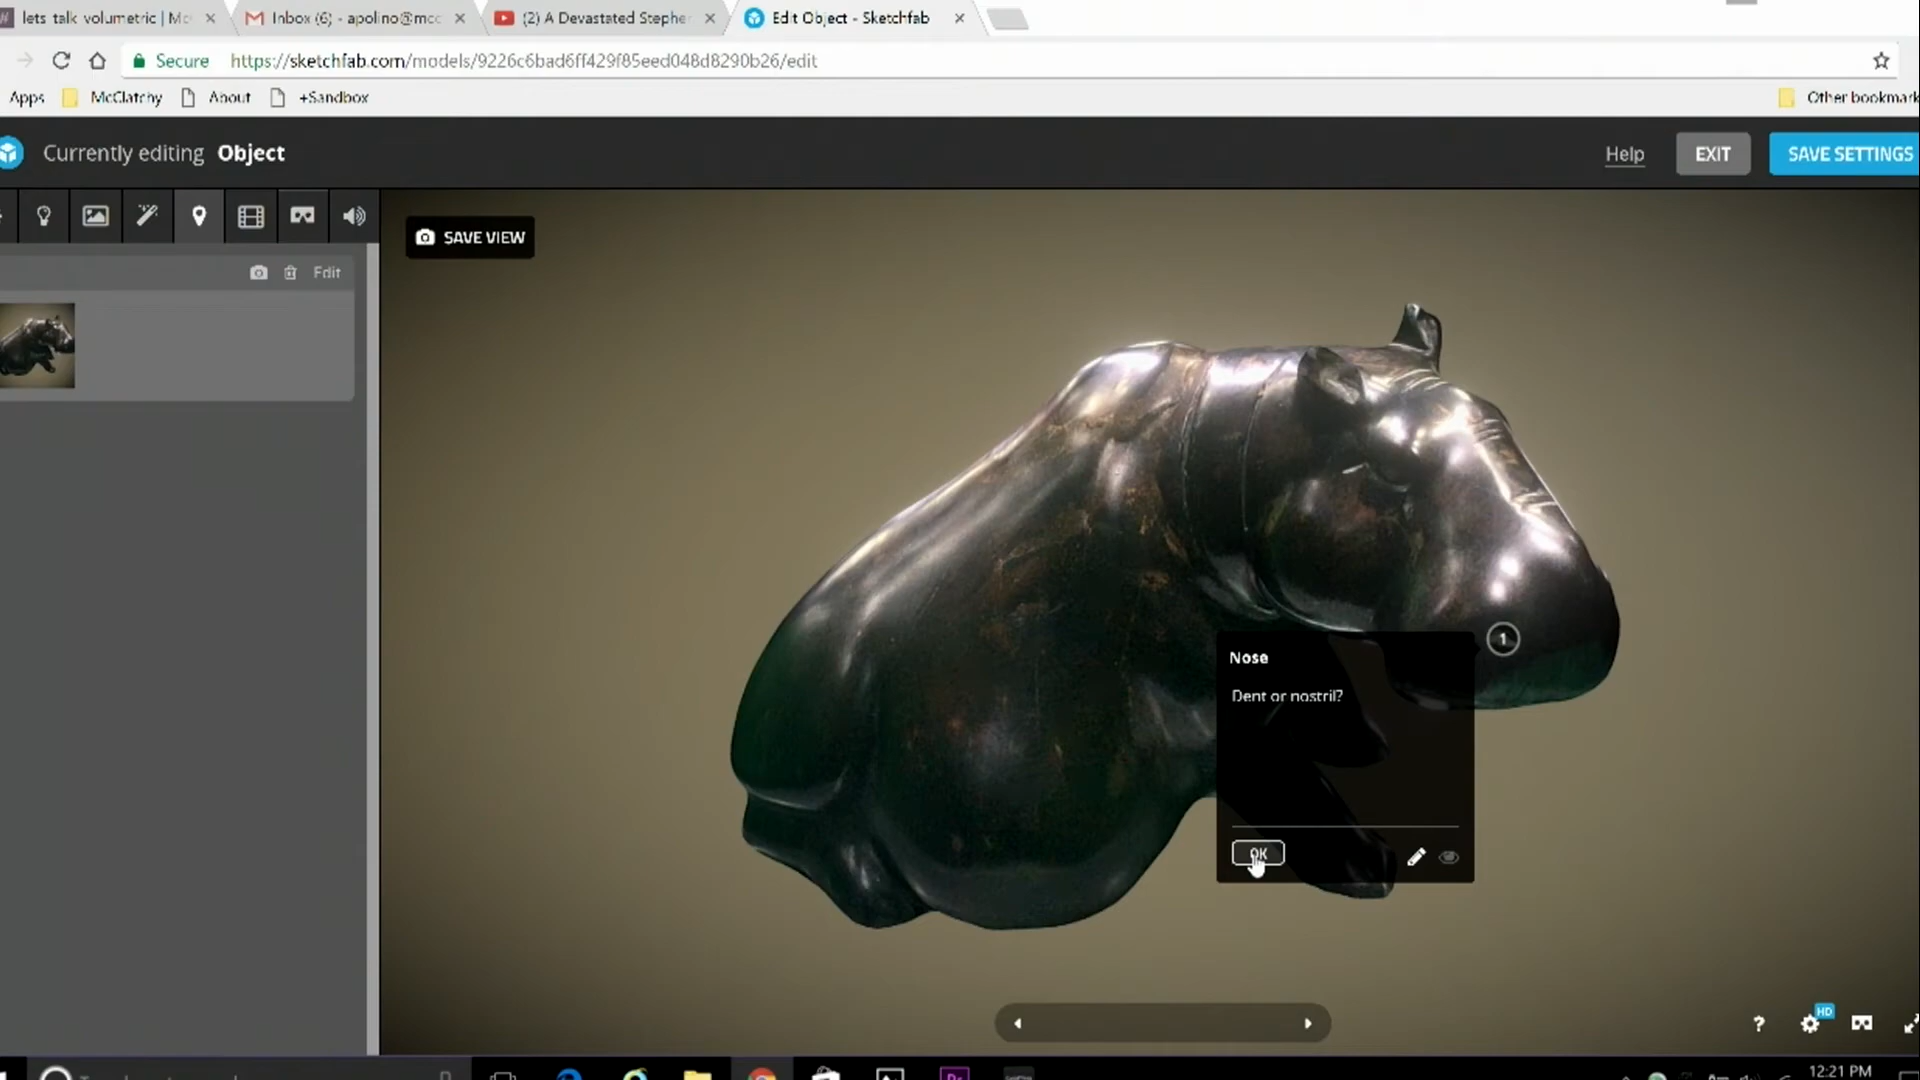 lets talk volumetric | Mc
Inbox (6) - apolino@mcc
(2) A Devastated Stephe
Edit Object - Sketchfab
Secure https://sketchfab.com/models/9226c6bad6ff429f85eed048d8290b26/edit
Apps McClatchy About +Sandbox Other bookmark
Currently editing Object
Help EXIT SAVE SETTINGS
SAVE VIEW
Edit
1
Nose
Dent or nostril?
OK
? HD
12:21 PM